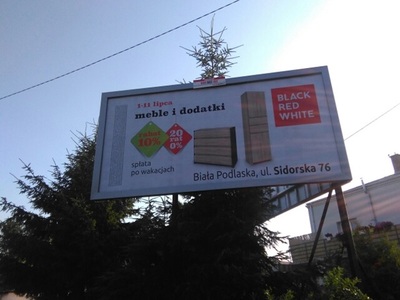 1-11 lipca
meble i dodatki
10%
20
rat
0%
spłata
po wakacjach
BLACK
RED
WHITE
Biała Podlaska, ul. Sidorska 76